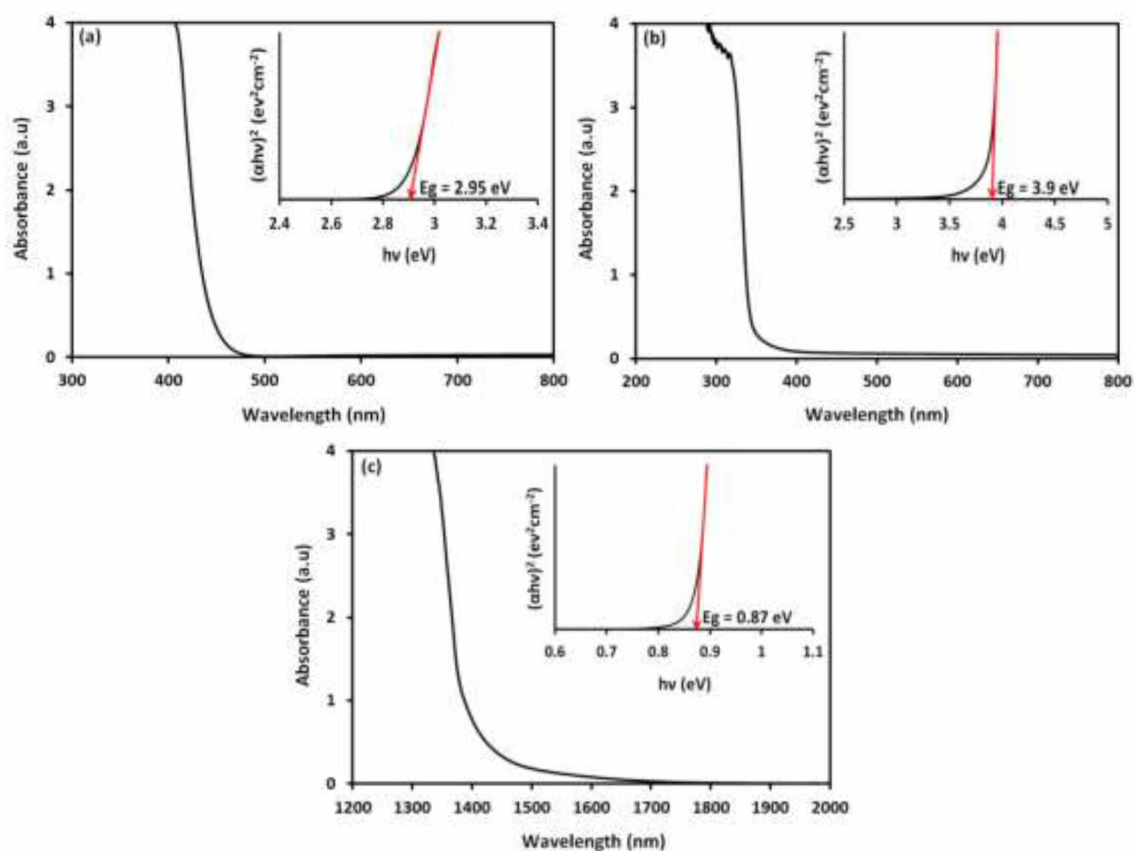 (a)
Absorbance (a.u)
4
3
2
1
0
300 400 500 600 700 800
Wavelength (nm)
(αhν)² (ev²cm⁻²)
Eg = 2.95 eV
2.4 2.6 2.8 3 3.2 3.4
hν (eV)
(b)
Absorbance (a.u)
4
3
2
1
0
200 300 400 500 600 700 800
Wavelength (nm)
(αhν)² (ev²cm⁻²)
Eg = 3.9 eV
2.5 3 3.5 4 4.5 5
hν (eV)
(c)
Absorbance (a.u)
4
3
2
1
0
1200 1300 1400 1500 1600 1700 1800 1900 2000
Wavelength (nm)
(αhν)² (ev²cm⁻²)
Eg = 0.87 eV
0.6 0.7 0.8 0.9 1 1.1
hν (eV)